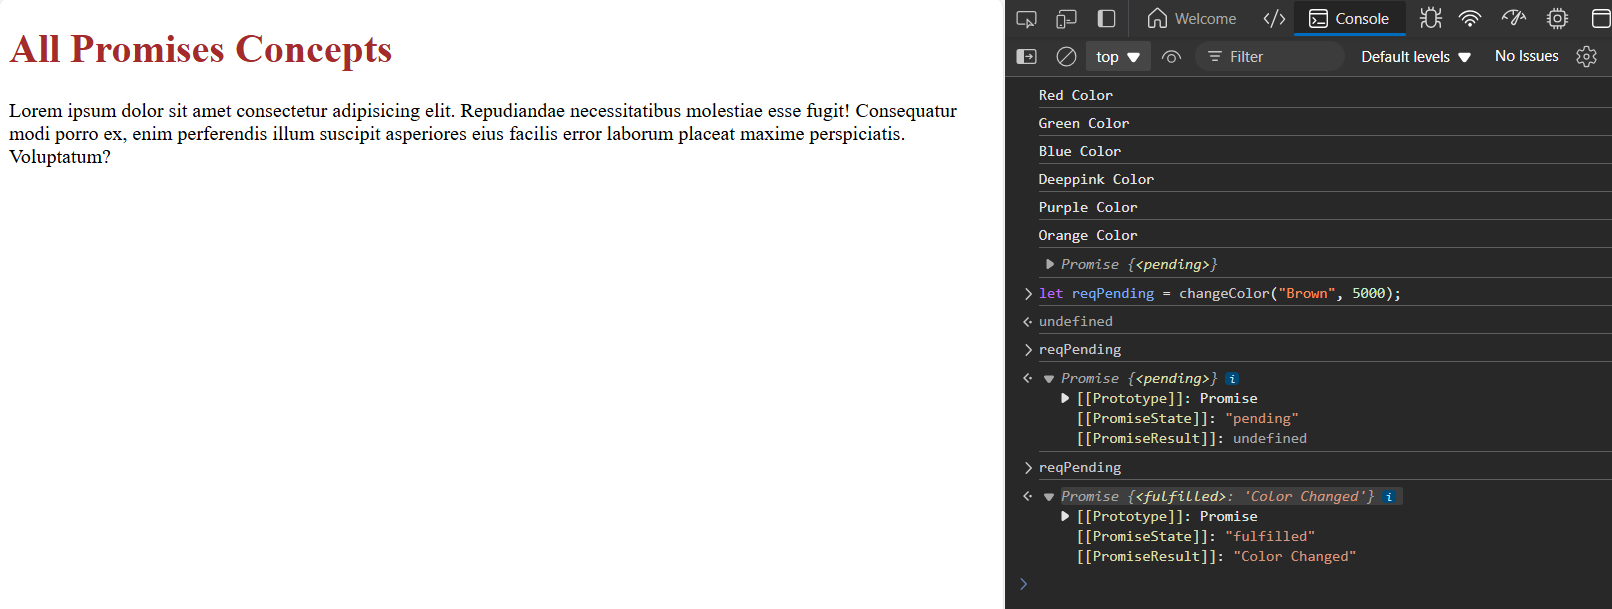 All Promises Concepts
Lorem ipsum dolor sit amet consectetur adipisicing elit. Repudiandae necessitatibus molestiae esse fugit! Consequatur
modi porro ex, enim perferendis illum suscipit asperiores eius facilis error laborum placeat maxime perspiciatis.
Voluptatum?
Welcome </> Console
top Filter Default levels No Issues
Red Color
Green Color
Blue Color
Deeppink Color
Purple Color
Orange Color
Promise {<pending>}
let reqPending = changeColor("Brown", 5000);
undefined
reqPending
Promise {<pending>} i
[[Prototype]]: Promise
[[PromiseState]]: "pending"
[[PromiseResult]]: undefined
reqPending
Promise {<fulfilled>: 'Color Changed'} i
[[Prototype]]: Promise
[[PromiseState]]: "fulfilled"
[[PromiseResult]]: "Color Changed"